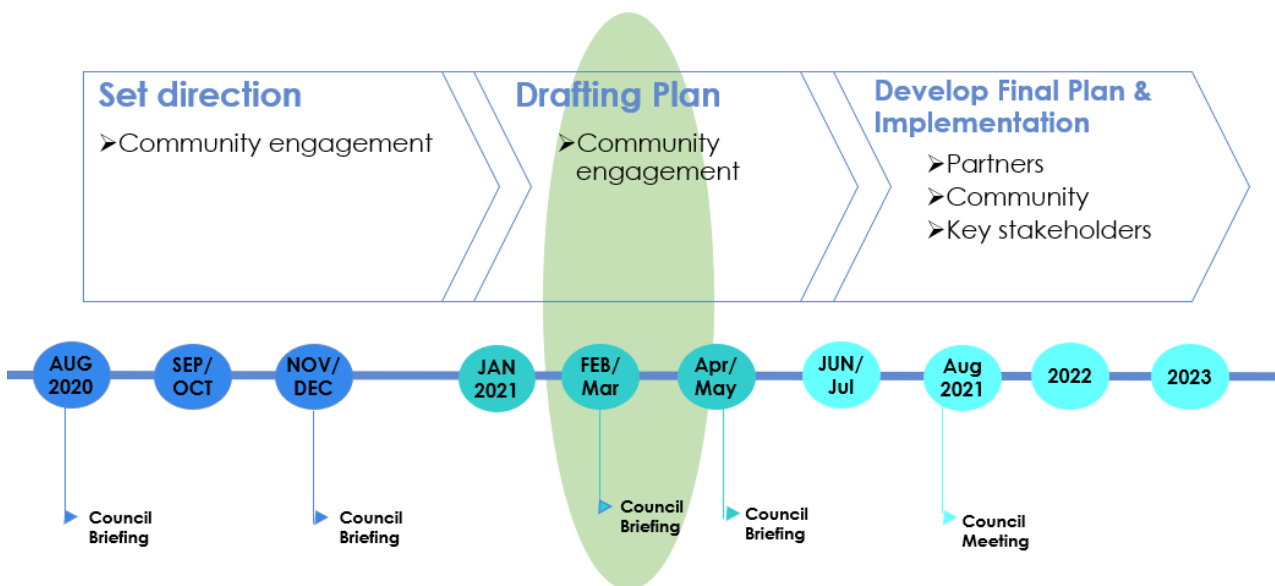 Set direction
➤Community engagement
Drafting Plan
➤Community
engagement
Develop Final Plan &
Implementation
➤Partners
➤Community
➤Key stakeholders
AUG
2020
SEP/
OCT
NOV/
DEC
JAN
2021
FEB/
Mar
Apr/
May
JUN/
Jul
Aug
2021
2022
2023
Council
Briefing
Council
Briefing
Council
Briefing
Council
Briefing
Council
Meeting